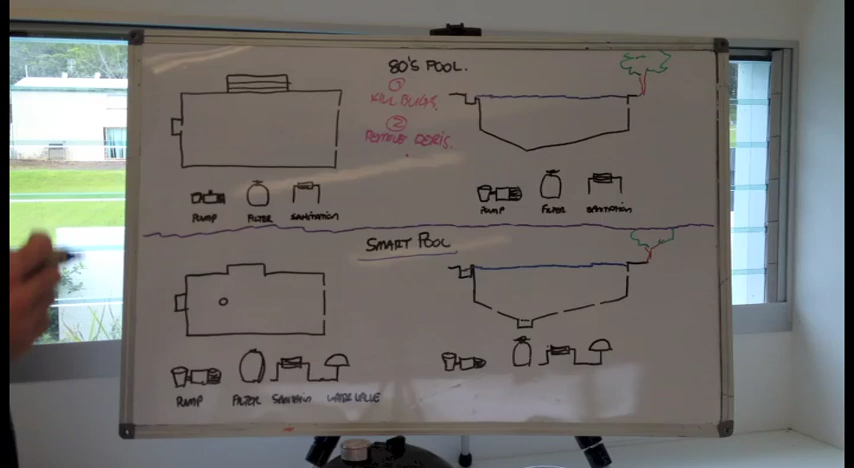 80'S POOL.
①
KILL BUGS.
②
REMOVE DEBRIS.
PUMP FILTER SANITATION
PUMP FILTER SANITATION
SMART POOL
PUMP FILTER SANITATION WATER VALVE